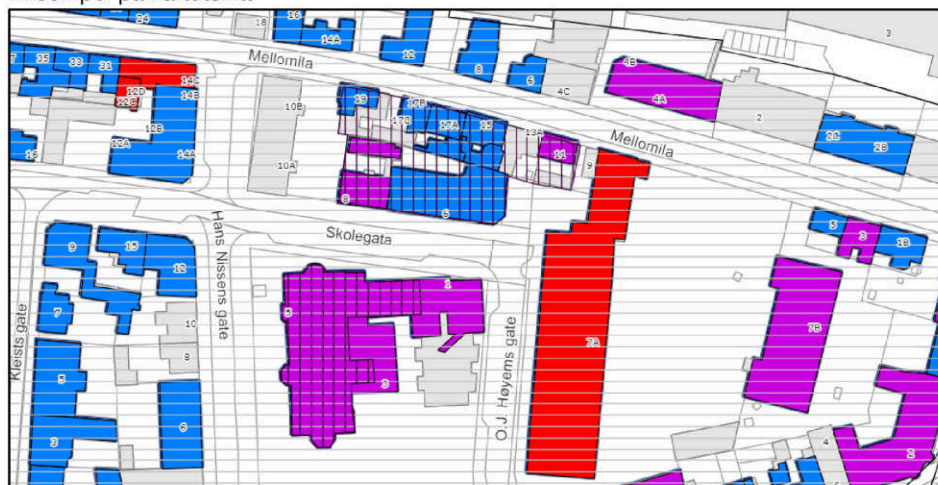 24
18
16
14A
12
8
6
4C
4B
4A
3
2
2C
2B
Mellomila
35
33
31
12D
12C
14C
14B
12B
12A
14A
16
10B
10A
19
17B
17C
17A
15
13A
11
9
Mellomila
8
6
Skolegata
Hans Nissens gate
Kleists gate
O.J. Høyems gate
9
15
12
7
10
8
5
6
3
5
1
3
7A
5
3
1B
7B
4
2